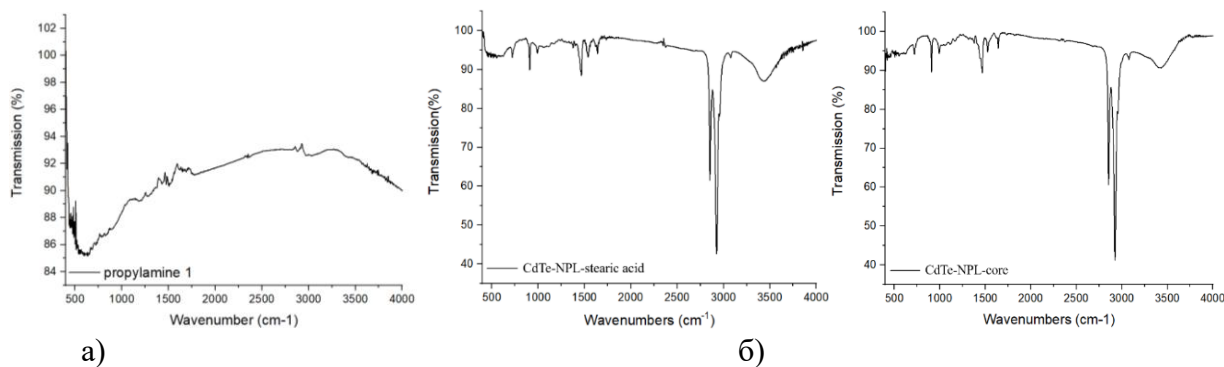 102
100
98
96
94
92
90
88
86
84
Transmission (%)
500 1000 1500 2000 2500 3000 3500 4000
Wavenumber (cm-1)
propylamine 1
100
90
80
70
60
50
40
Transmission(%)
500 1000 1500 2000 2500 3000 3500 4000
Wavenumbers (cm⁻¹)
CdTe-NPL-stearic acid
100
90
80
70
60
50
40
Transmission(%)
500 1000 1500 2000 2500 3000 3500 4000
Wavenumbers (cm-1)
CdTe-NPL-core
а) б)